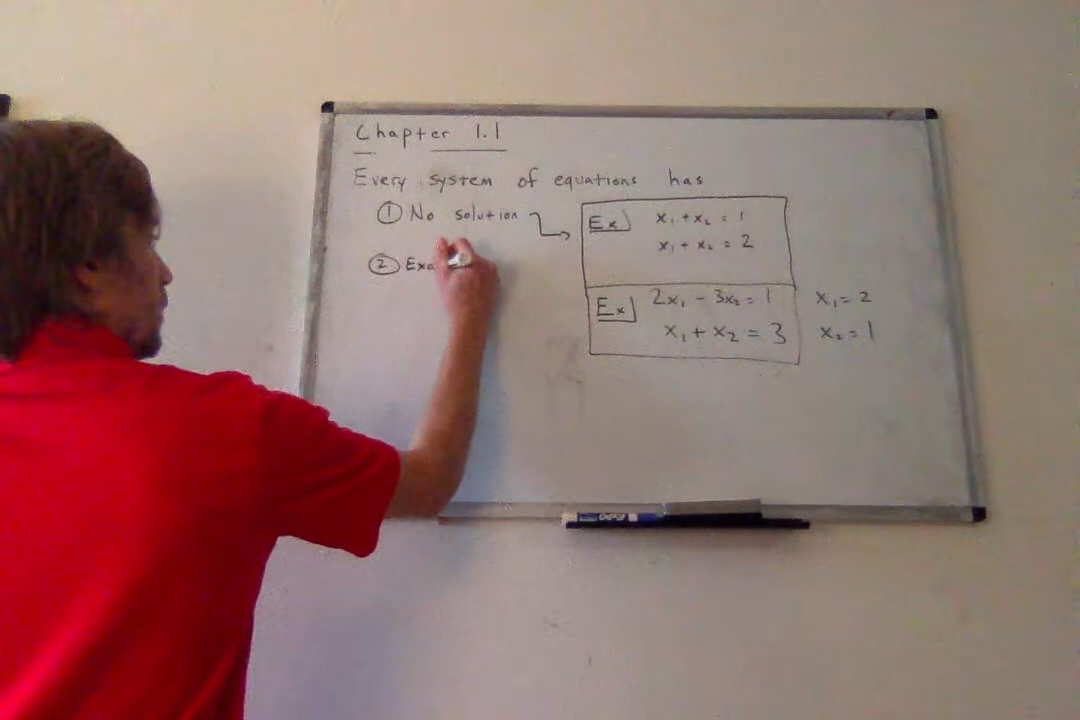 Chapter 1.1
Every system of equations has
① No solution
Ex] x₁ + x₂ = 1
x₁ + x₂ = 2
② Exa
Ex] 2x₁ - 3x₂ = 1 x₁ = 2
x₁ + x₂ = 3 x₂ = 1